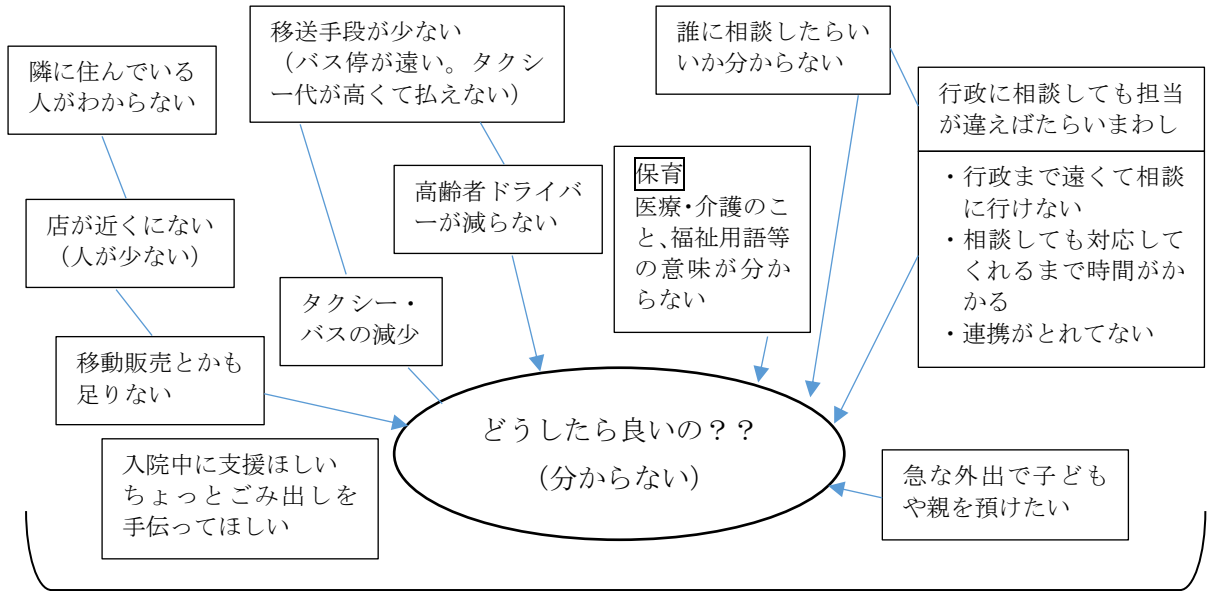 隣に住んでいる
人がわからない
移送手段が少ない
（バス停が遠い。タクシ
ー代が高くて払えない）
誰に相談したらい
いか分からない
行政に相談しても担当
が違えばたらいまわし
・行政まで遠くて相談
に行けない
・相談しても対応して
くれるまで時間がか
かる
・連携がとれてない
店が近くにない
（人が少ない）
高齢者ドライバ
ーが減らない
保育
医療・介護のこ
と、福祉用語等
の意味が分か
らない
タクシー・
バスの減少
移動販売とかも
足りない
どうしたら良いの？？
（分からない）
入院中に支援ほしい
ちょっとごみ出しを
手伝ってほしい
急な外出で子ども
や親を預けたい